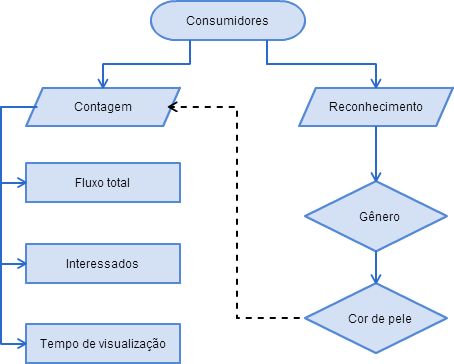 Consumidores
Contagem
Reconhecimento
Fluxo total
Gênero
Interessados
Cor de pele
Tempo de visualização